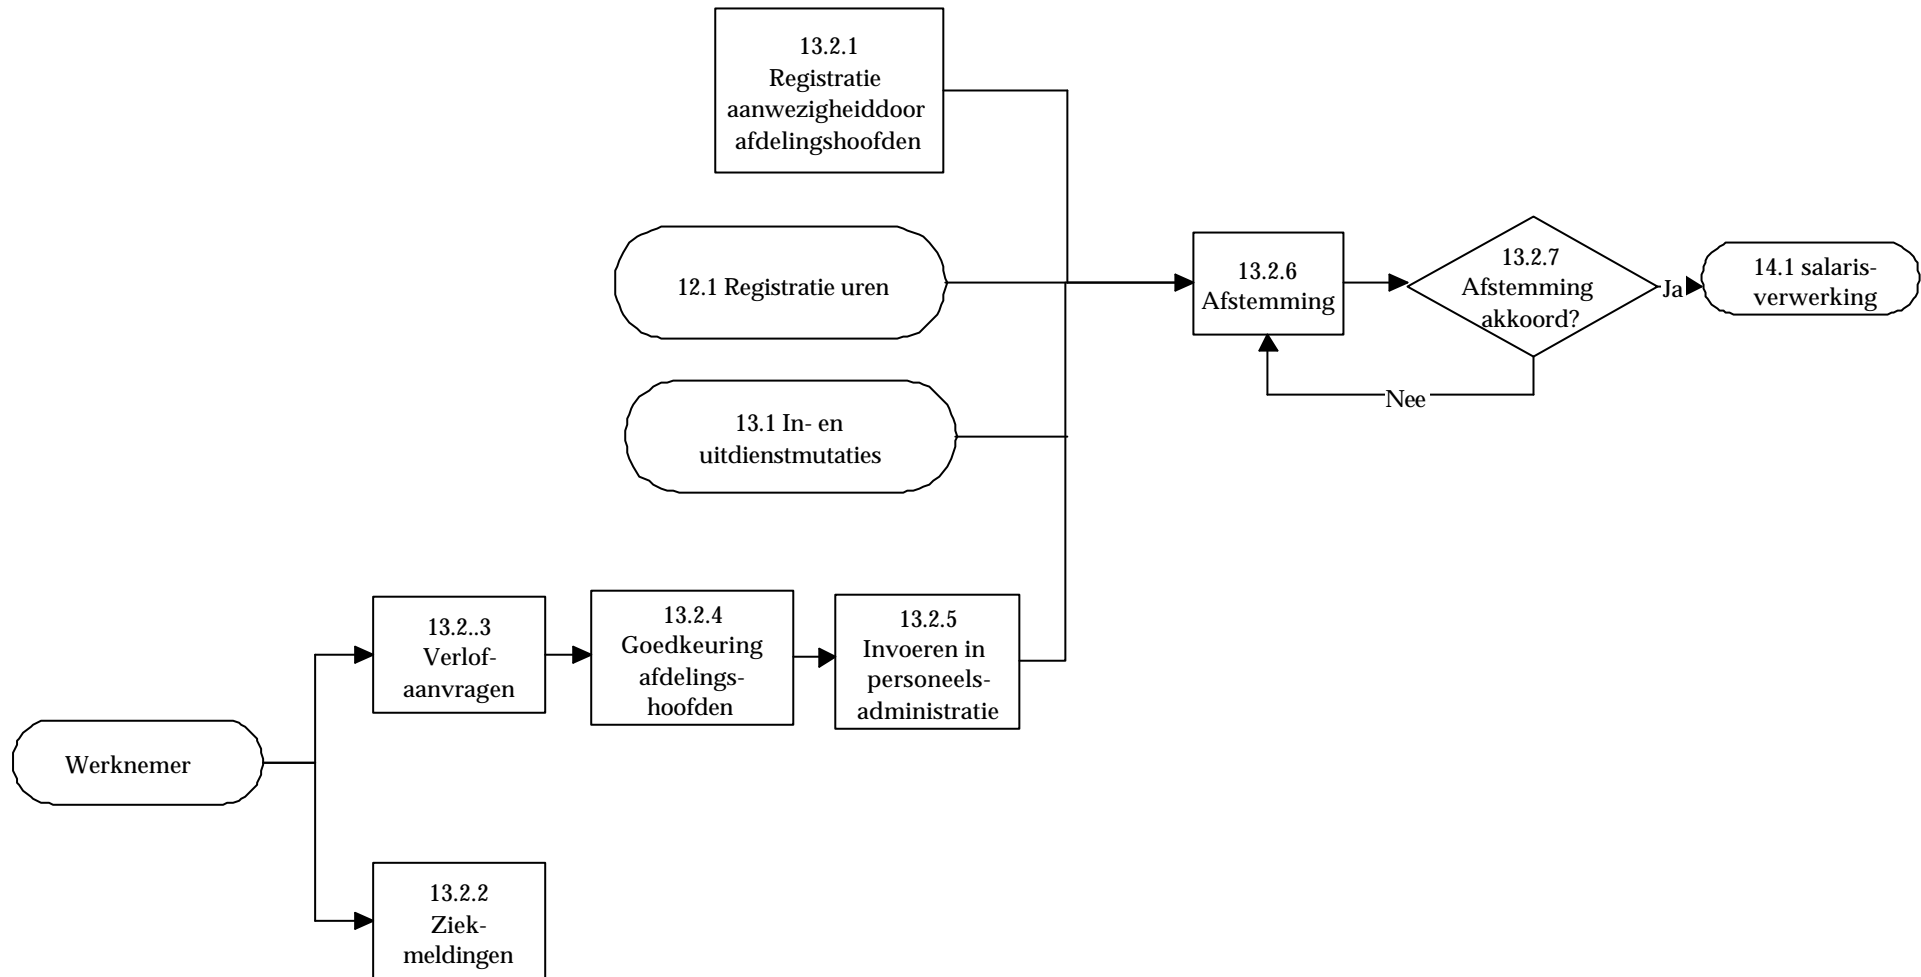 13.2.1
Registratie
aanwezigheiddoor
afdelingshoofden
12.1 Registratie uren
13.2.6
Afstemming
13.2.7
Afstemming
akkoord?
Ja
14.1 salaris-
verwerking
Nee
13.1 In- en
uitdienstmutaties
13.2..3
Verlof-
aanvragen
13.2.4
Goedkeuring
afdelings-
hoofden
13.2.5
Invoeren in
personeels-
administratie
Werknemer
13.2.2
Ziek-
meldingen